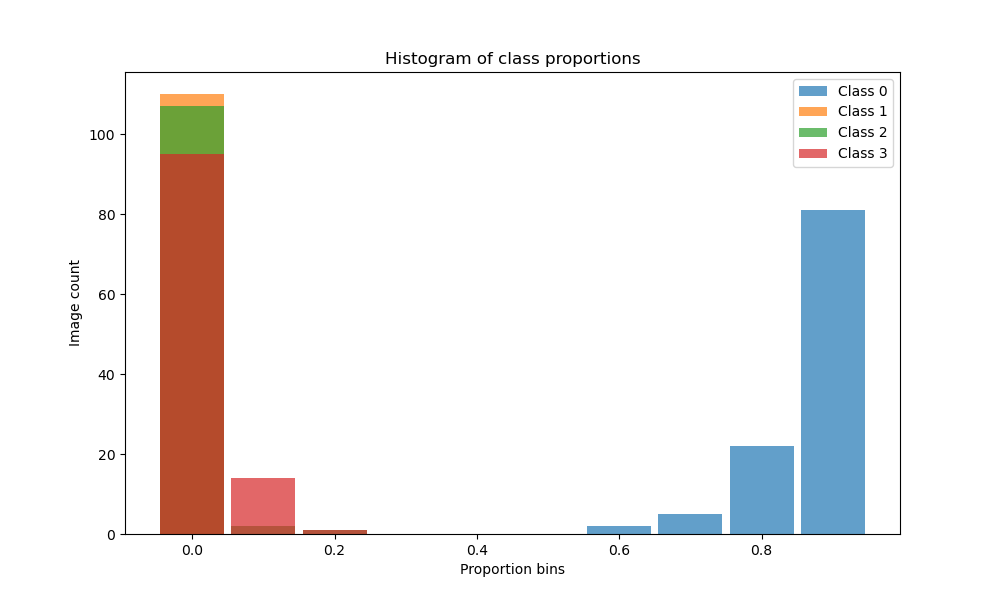 Histogram of class proportions
Class 0
Class 1
Class 2
Class 3
100
80
60
40
20
0
Image count
0.0 0.2 0.4 0.6 0.8
Proportion bins